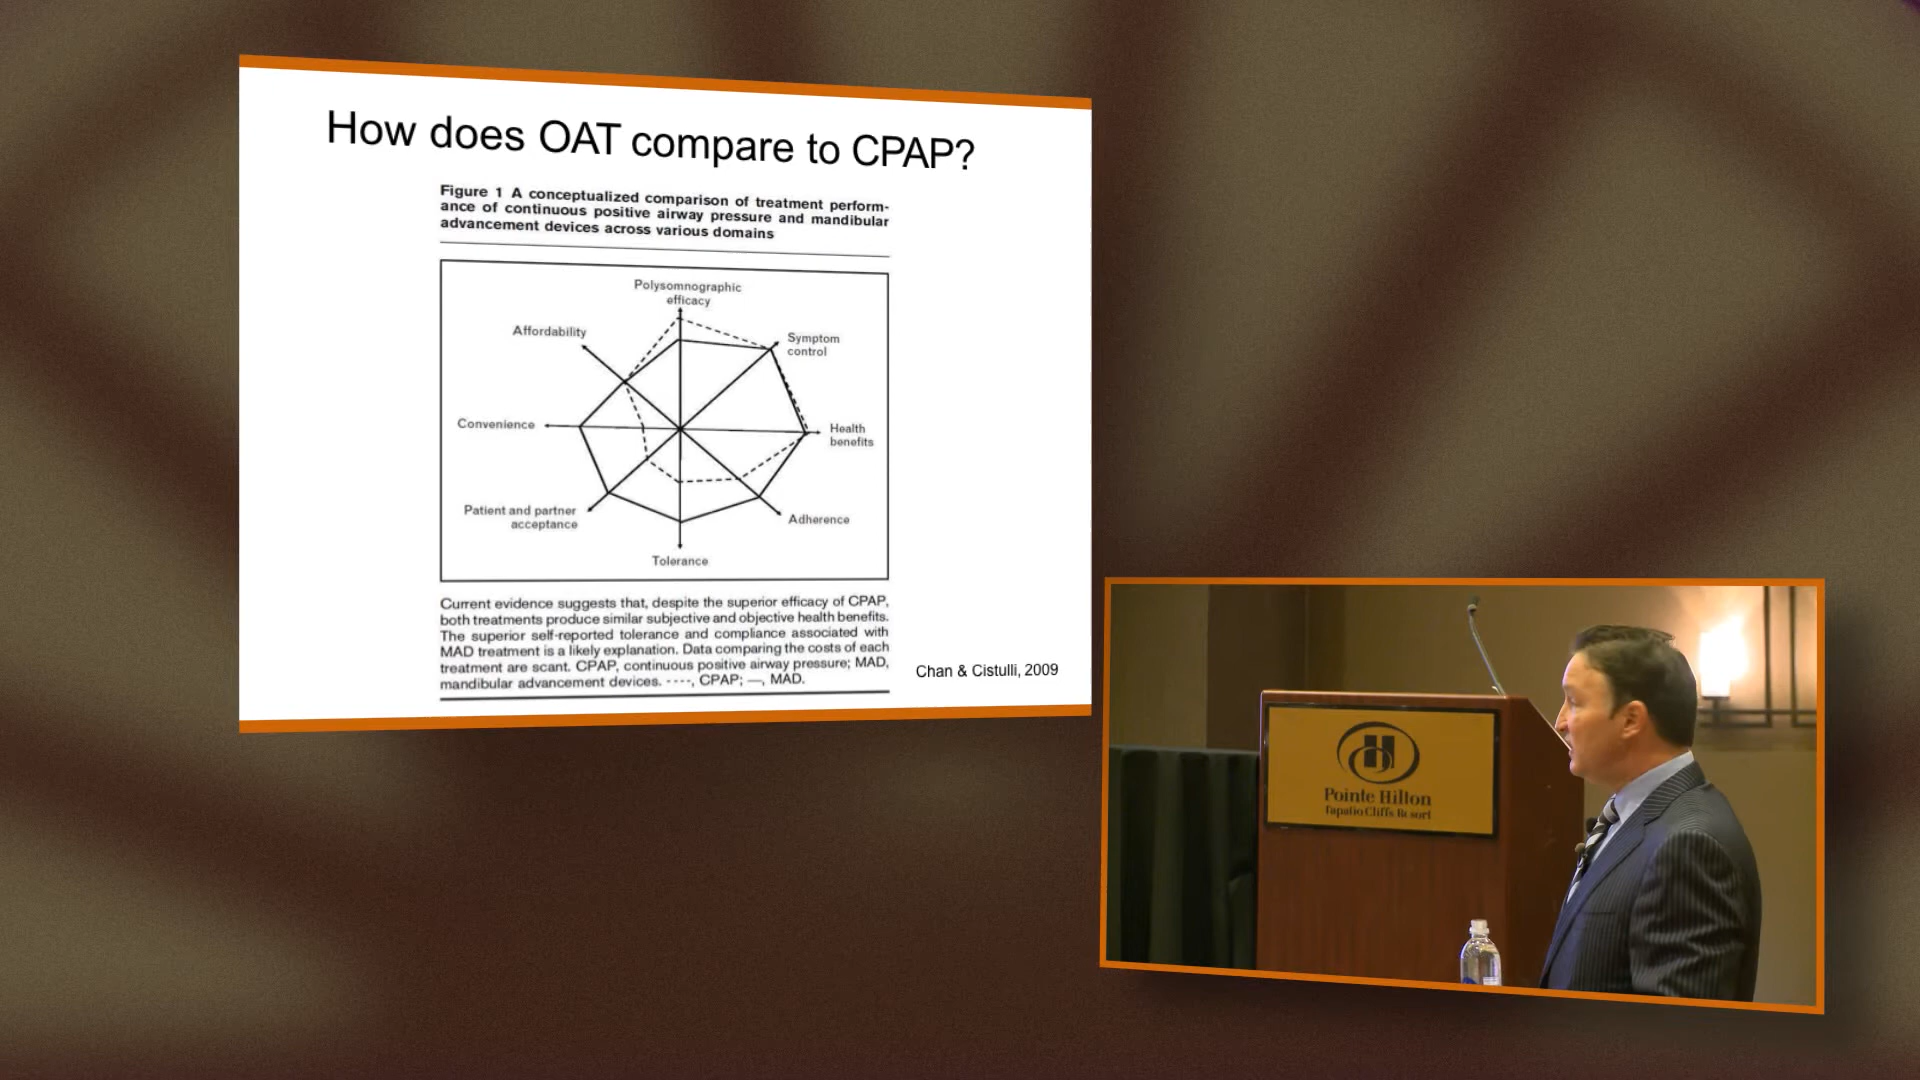 How does OAT compare to CPAP?
Figure 1 A conceptualized comparison of treatment perform-
ance of continuous positive airway pressure and mandibular
advancement devices across various domains
Polysomnographic
efficacy
Affordability
Symptom
control
Convenience
Health
benefits
Patient and partner
acceptance
Adherence
Tolerance
Current evidence suggests that, despite the superior efficacy of CPAP,
both treatments produce similar subjective and objective health benefits.
The superior self-reported tolerance and compliance associated with
MAD treatment is a likely explanation. Data comparing the costs of each
treatment are scant. CPAP, continuous positive airway pressure; MAD,
mandibular advancement devices. ----, CPAP; —, MAD.
Chan & Cistulli, 2009
Pointe Hilton
Tapatio Cliffs Resort